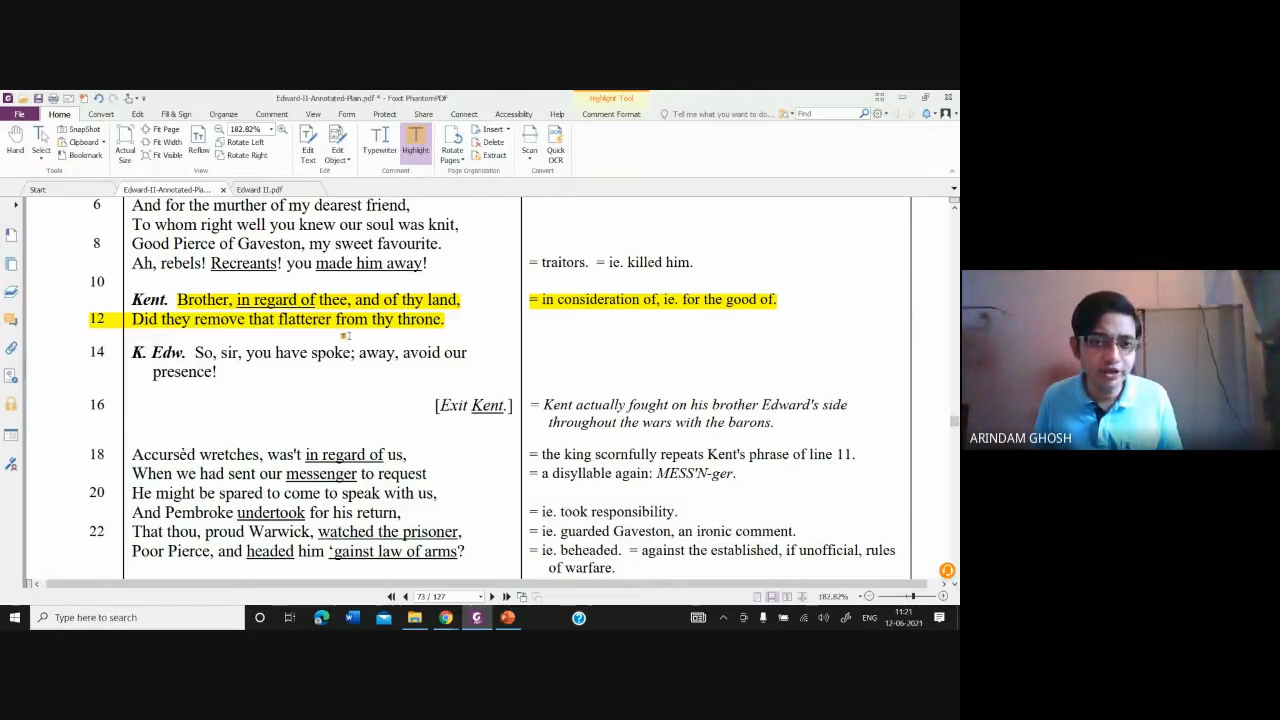 Edward-II-Annotated-Plain.pdf * - Foxit PhantomPDF
Highlight Tool
File Home Convert Edit Fill & Sign Organize View Form Protect Share Connect Accessibility Help Comment Format Tell me what you want to do... Find
Hand Select SnapShot Clipboard Bookmark Actual Size Fit Page Fit Width Fit Visible Reflow 182.82% Rotate Left Rotate Right Edit Text Edit Object Typewriter Highlight Rotate Pages Insert Delete Extract Scan Quick OCR
Tools View Edit Comment Page Organization Convert
Start Edward-II-Annotated-Pla... Edward II.pdf
6 And for the murther of my dearest friend,
To whom right well you knew our soul was knit,
8 Good Pierce of Gaveston, my sweet favourite.
Ah, rebels! Recreants! you made him away! = traitors. = ie. killed him.
10
Kent. Brother, in regard of thee, and of thy land, = in consideration of, ie. for the good of.
12 Did they remove that flatterer from thy throne.
14 K. Edw. So, sir, you have spoke; away, avoid our
presence!
16 [Exit Kent.] = Kent actually fought on his brother Edward's side
throughout the wars with the barons.
18 Accursèd wretches, was't in regard of us, = the king scornfully repeats Kent's phrase of line 11.
When we had sent our messenger to request = a disyllable again: MESS'N-ger.
20 He might be spared to come to speak with us,
And Pembroke undertook for his return, = ie. took responsibility.
22 That thou, proud Warwick, watched the prisoner, = ie. guarded Gaveston, an ironic comment.
Poor Pierce, and headed him ‘gainst law of arms? = ie. beheaded. = against the established, if unofficial, rules
of warfare.
73 / 127 182.82%
Type here to search ENG 11:21
12-06-2021
ARINDAM GHOSH